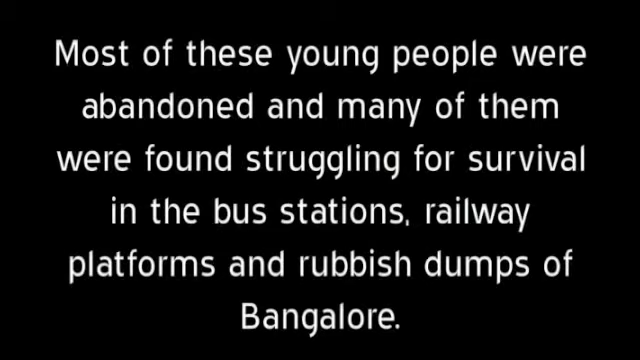 Most of these young people were
abandoned and many of them
were found struggling for survival
in the bus stations, railway
platforms and rubbish dumps of
Bangalore.